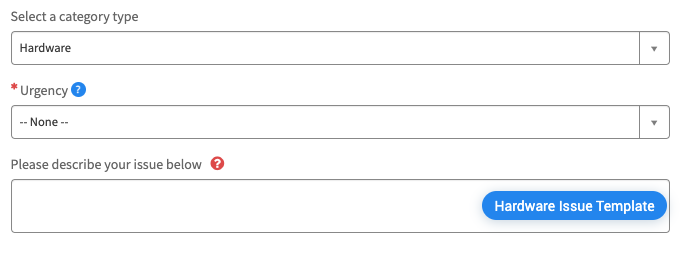 Select a category type
Hardware
* Urgency ?
-- None --
Please describe your issue below ?
Hardware Issue Template